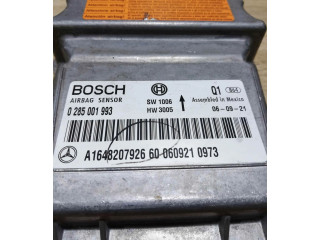 BOSCH
AIRBAG SENSOR
0 285 001 993
SW 1006
HW 3005
Q1
Assembled in Mexico
06-09-21
A1648207926 60 060921 0973